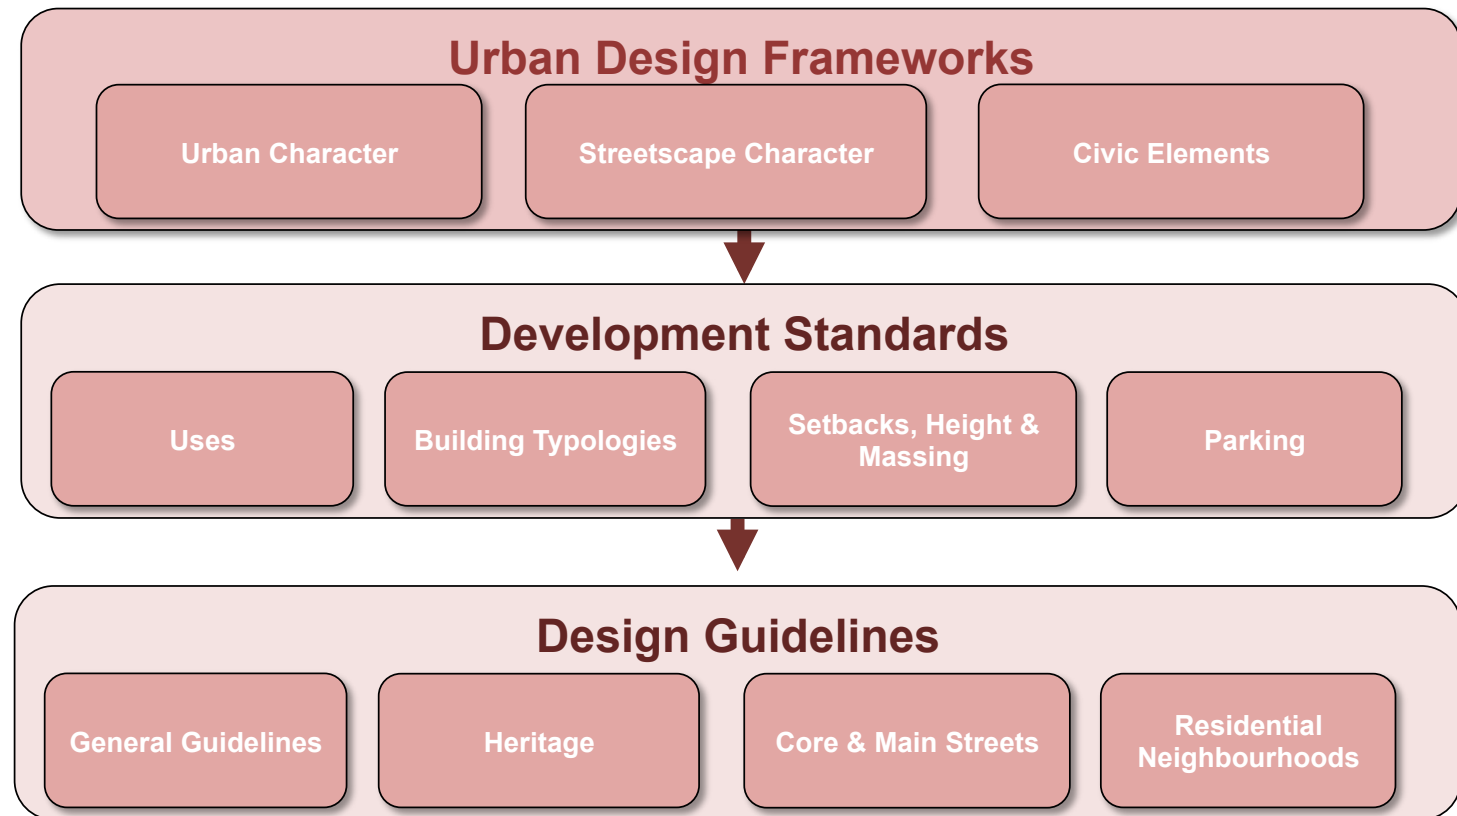 Urban Design Frameworks
Urban Character
Streetscape Character
Civic Elements
Development Standards
Uses
Building Typologies
Setbacks, Height &
Massing
Parking
Design Guidelines
General Guidelines
Heritage
Core & Main Streets
Residential
Neighbourhoods